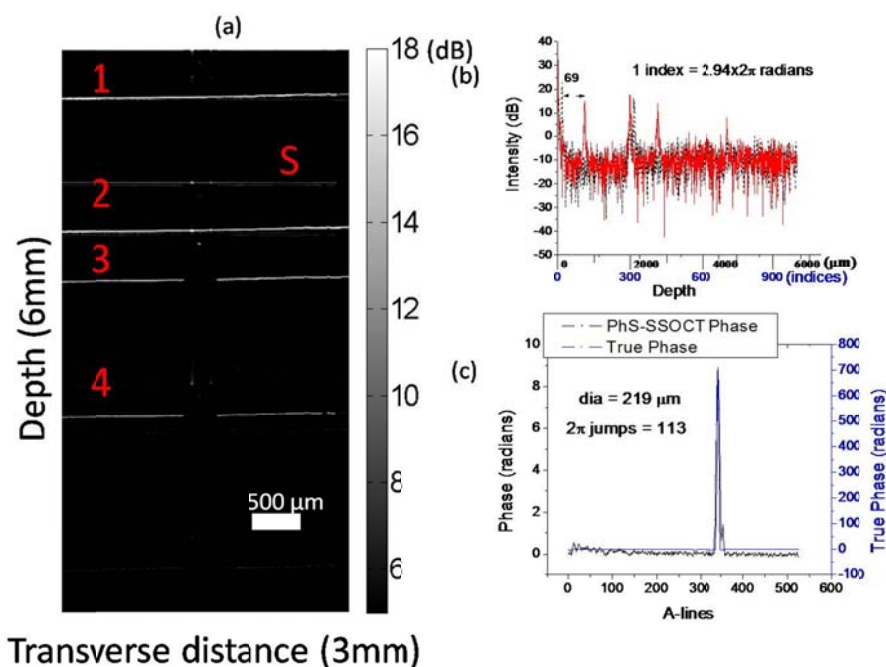 (a)
18 (dB)
16
14
12
10
8
6
1
S
2
3
4
500 μm
Depth (6mm)
Transverse distance (3mm)
(b)
40
30
20
10
0
-10
-20
-30
-40
-50
Intensity (dB)
69
1 index = 2.94x2π radians
0 2000 4000 6000 (μm)
0 300 600 900 (indices)
Depth
(c)
PhS-SSOCT Phase
True Phase
10
8
6
4
2
0
Phase (radians)
dia = 219 μm
2π jumps = 113
800
700
600
500
400
300
200
100
0
-100
True Phase (radians)
0 100 200 300 400 500 600
A-lines